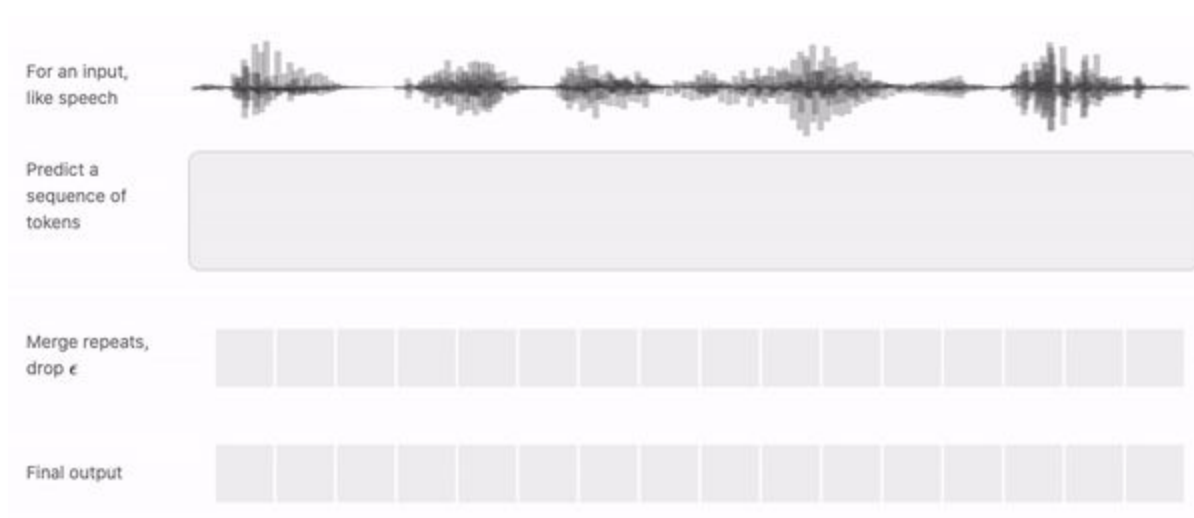 For an input,
like speech
Predict a
sequence of
tokens
Merge repeats,
drop ϵ
Final output